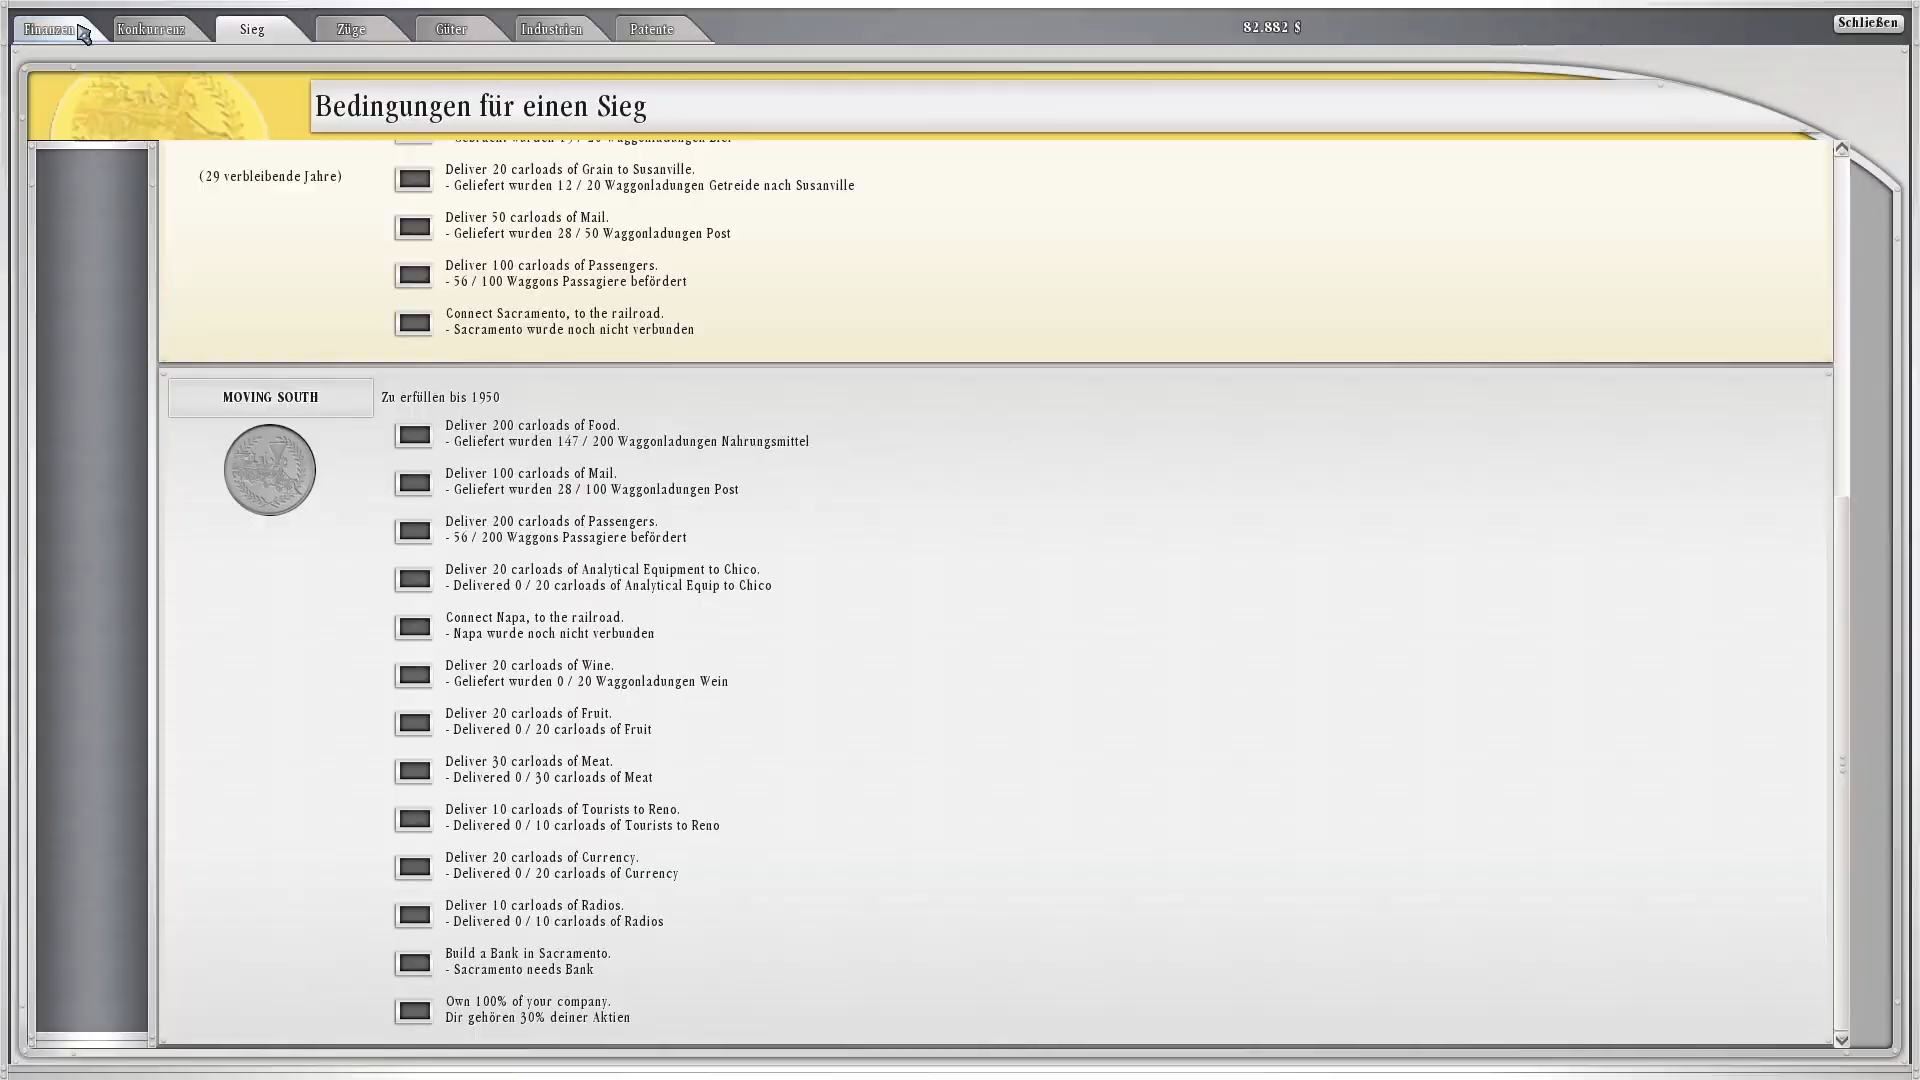 Finanzen
Konkurrenz
Sieg
Züge
Güter
Industrien
Patente
82.882 $
Schließen
Bedingungen für einen Sieg
(29 verbleibende Jahre)
Deliver 20 carloads of Grain to Susanville.
- Geliefert wurden 12 / 20 Waggonladungen Getreide nach Susanville
Deliver 50 carloads of Mail.
- Geliefert wurden 28 / 50 Waggonladungen Post
Deliver 100 carloads of Passengers.
- 56 / 100 Waggons Passagiere befördert
Connect Sacramento, to the railroad.
- Sacramento wurde noch nicht verbunden
MOVING SOUTH
Zu erfüllen bis 1950
Deliver 200 carloads of Food.
- Geliefert wurden 147 / 200 Waggonladungen Nahrungsmittel
Deliver 100 carloads of Mail.
- Geliefert wurden 28 / 100 Waggonladungen Post
Deliver 200 carloads of Passengers.
- 56 / 200 Waggons Passagiere befördert
Deliver 20 carloads of Analytical Equipment to Chico.
- Delivered 0 / 20 carloads of Analytical Equip to Chico
Connect Napa, to the railroad.
- Napa wurde noch nicht verbunden
Deliver 20 carloads of Wine.
- Geliefert wurden 0 / 20 Waggonladungen Wein
Deliver 20 carloads of Fruit.
- Delivered 0 / 20 carloads of Fruit
Deliver 30 carloads of Meat.
- Delivered 0 / 30 carloads of Meat
Deliver 10 carloads of Tourists to Reno.
- Delivered 0 / 10 carloads of Tourists to Reno
Deliver 20 carloads of Currency.
- Delivered 0 / 20 carloads of Currency
Deliver 10 carloads of Radios.
- Delivered 0 / 10 carloads of Radios
Build a Bank in Sacramento.
- Sacramento needs Bank
Own 100% of your company.
Dir gehören 30% deiner Aktien